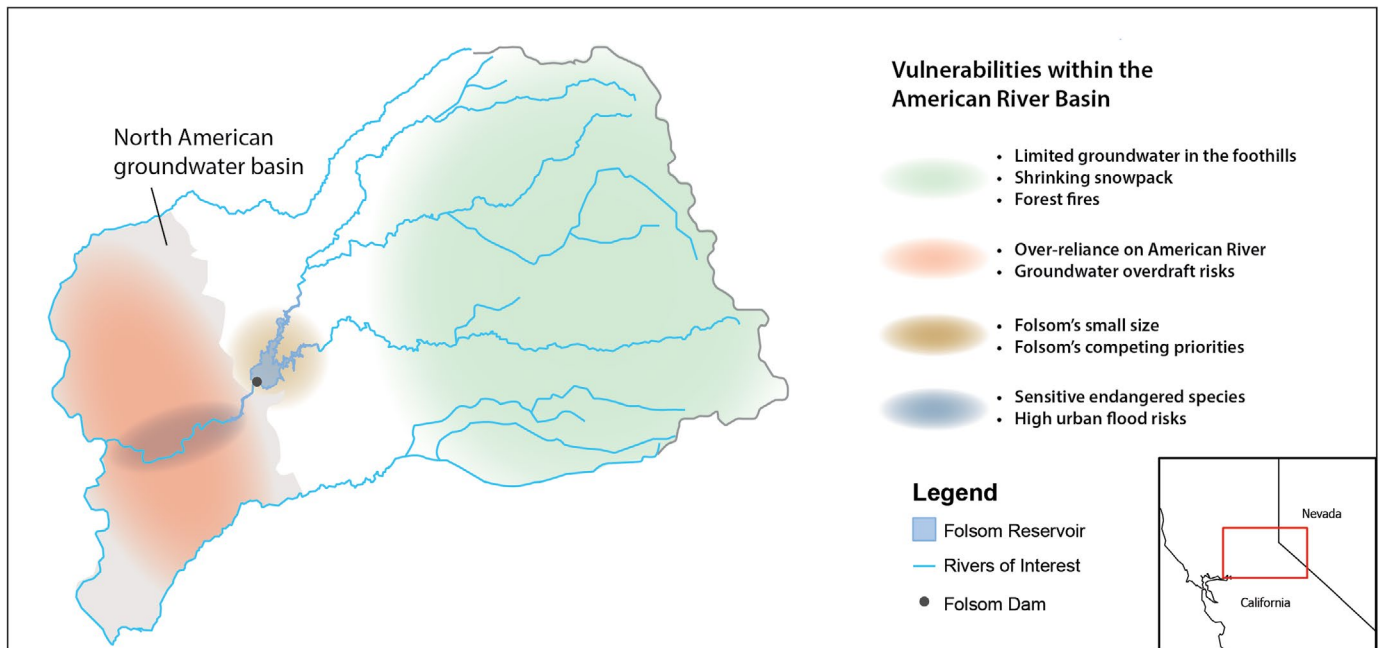 North American
groundwater basin
Vulnerabilities within the
American River Basin
• Limited groundwater in the foothills
• Shrinking snowpack
• Forest fires
• Over-reliance on American River
• Groundwater overdraft risks
• Folsom's small size
• Folsom's competing priorities
• Sensitive endangered species
• High urban flood risks
Legend
Folsom Reservoir
Rivers of Interest
Folsom Dam
Nevada
California